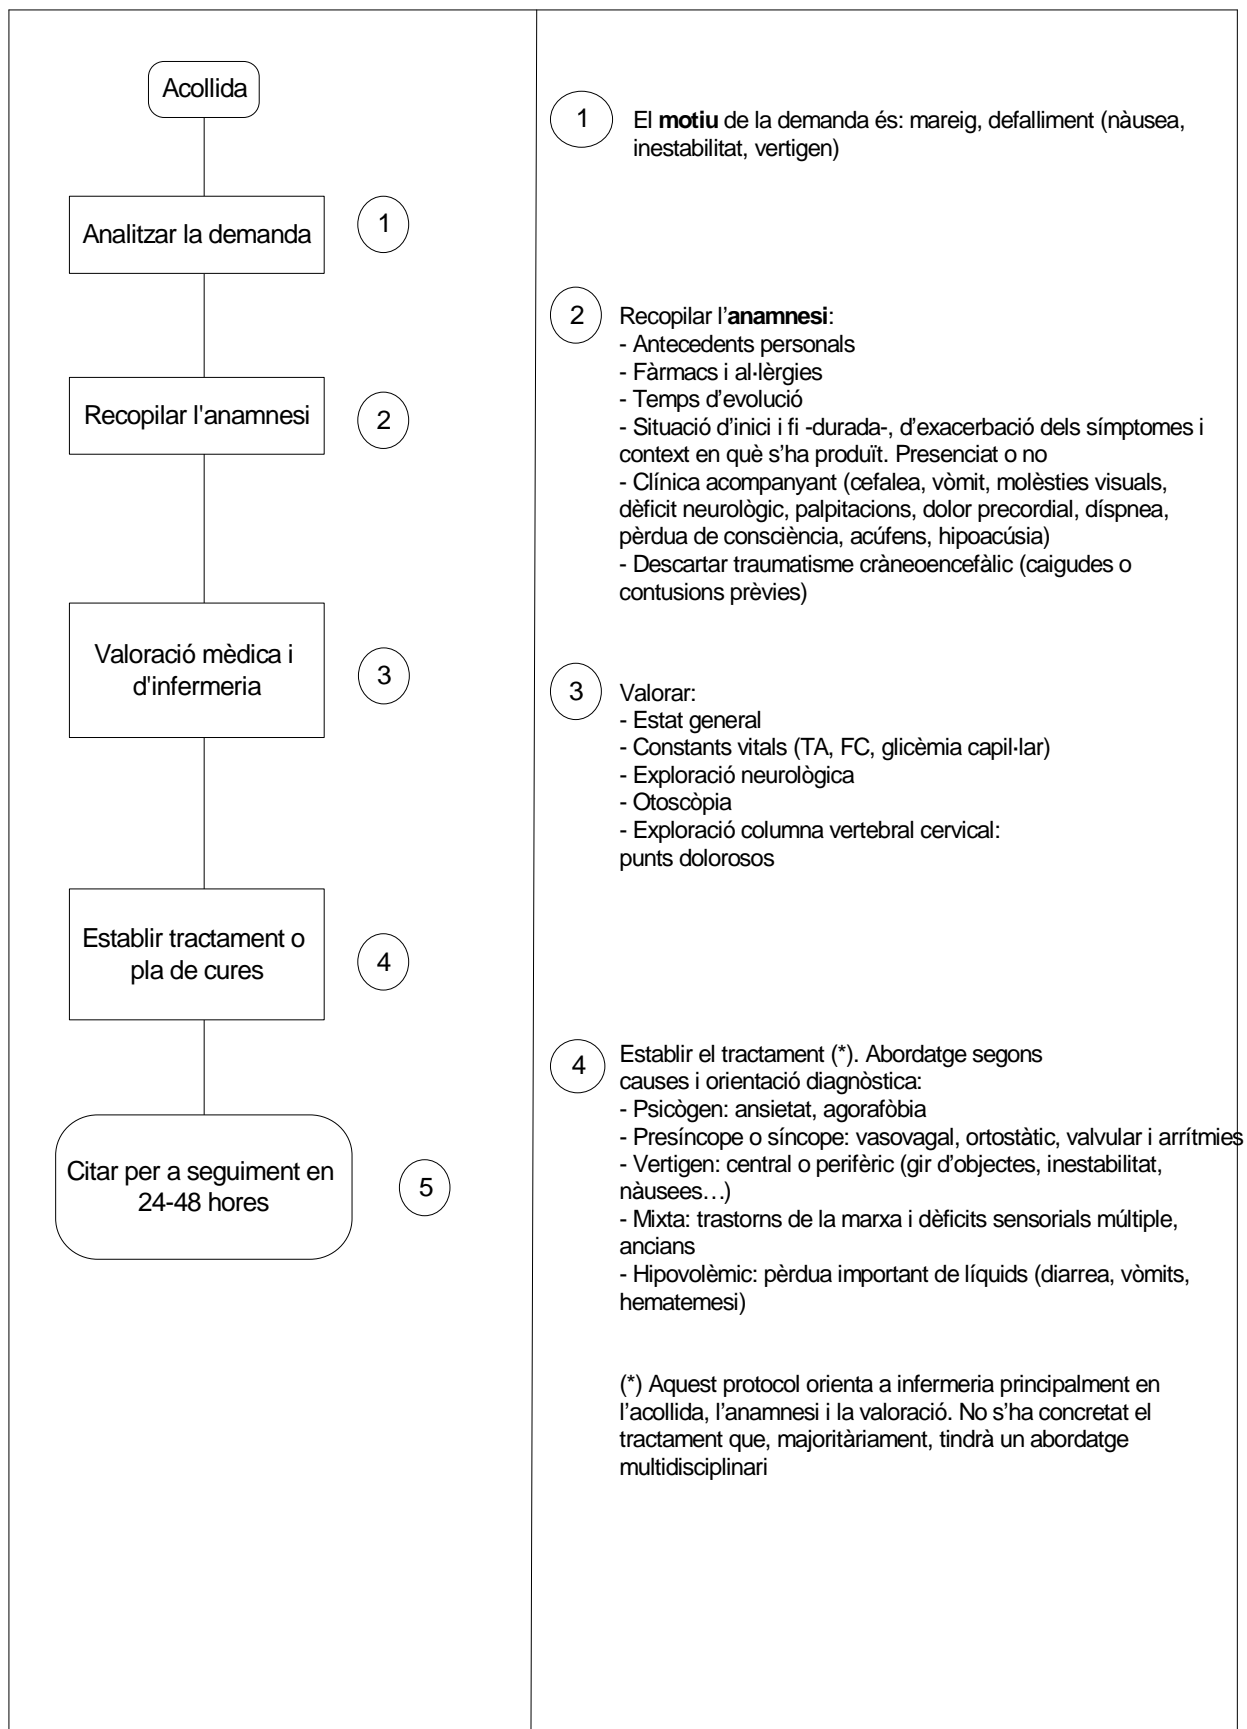 Acollida
Analitzar la demanda
1
Recopilar l'anamnesi
2
Valoració mèdica i
d'infermeria
3
Establir tractament o
pla de cures
4
Citar per a seguiment en
24-48 hores
5
1
El motiu de la demanda és: mareig, defalliment (nàusea,
inestabilitat, vertigen)
2
Recopilar l’anamnesi:
- Antecedents personals
- Fàrmacs i al·lèrgies
- Temps d’evolució
- Situació d’inici i fi -durada-, d’exacerbació dels símptomes i
context en què s’ha produït. Presenciat o no
- Clínica acompanyant (cefalea, vòmit, molèsties visuals,
dèficit neurològic, palpitacions, dolor precordial, díspnea,
pèrdua de consciència, acúfens, hipoacúsia)
- Descartar traumatisme cràneoencefàlic (caigudes o
contusions prèvies)
3
Valorar:
- Estat general
- Constants vitals (TA, FC, glicèmia capil·lar)
- Exploració neurològica
- Otoscòpia
- Exploració columna vertebral cervical:
punts dolorosos
4
Establir el tractament (*). Abordatge segons
causes i orientació diagnòstica:
- Psicògen: ansietat, agorafòbia
- Presíncope o síncope: vasovagal, ortostàtic, valvular i arrítmies
- Vertigen: central o perifèric (gir d’objectes, inestabilitat,
nàusees…)
- Mixta: trastorns de la marxa i dèficits sensorials múltiple,
ancians
- Hipovolèmic: pèrdua important de líquids (diarrea, vòmits,
hematemesi)
(*) Aquest protocol orienta a infermeria principalment en
l’acollida, l’anamnesi i la valoració. No s’ha concretat el
tractament que, majoritàriament, tindrà un abordatge
multidisciplinari